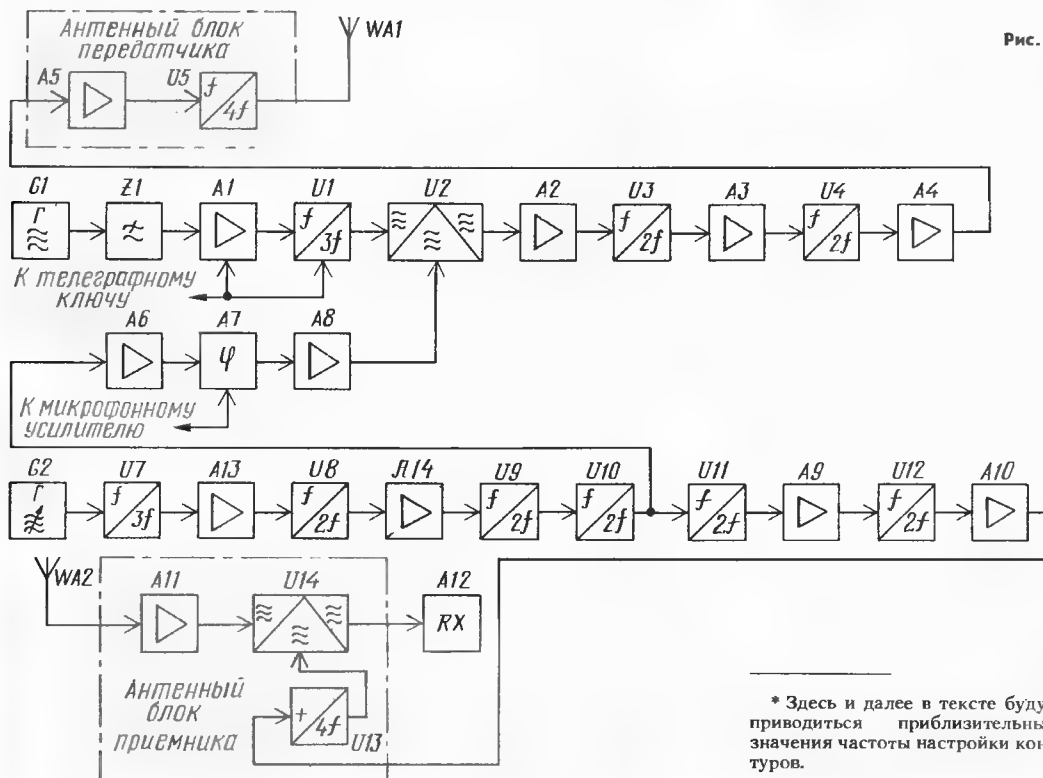 Антенный блок
передатчика
WA1
Рис.
A5
U5
f
4f
G1
Z1
A1
U1
U2
A2
U3
A3
U4
A4
Г
f
3f
f
2f
f
2f
К телеграфному
ключу
A6
A7
A8
φ
К микрофонному
усилителю
G2
U7
A13
U8
Л14
U9
U10
U11
A9
U12
A10
Г
f
3f
f
2f
f
2f
f
2f
f
2f
f
2f
WA2
A11
U14
A12
RX
Антенный
блок
приемника
+
4f
U13
* Здесь и далее в тексте буду
приводиться приблизительны
значения частоты настройки кон
туров.